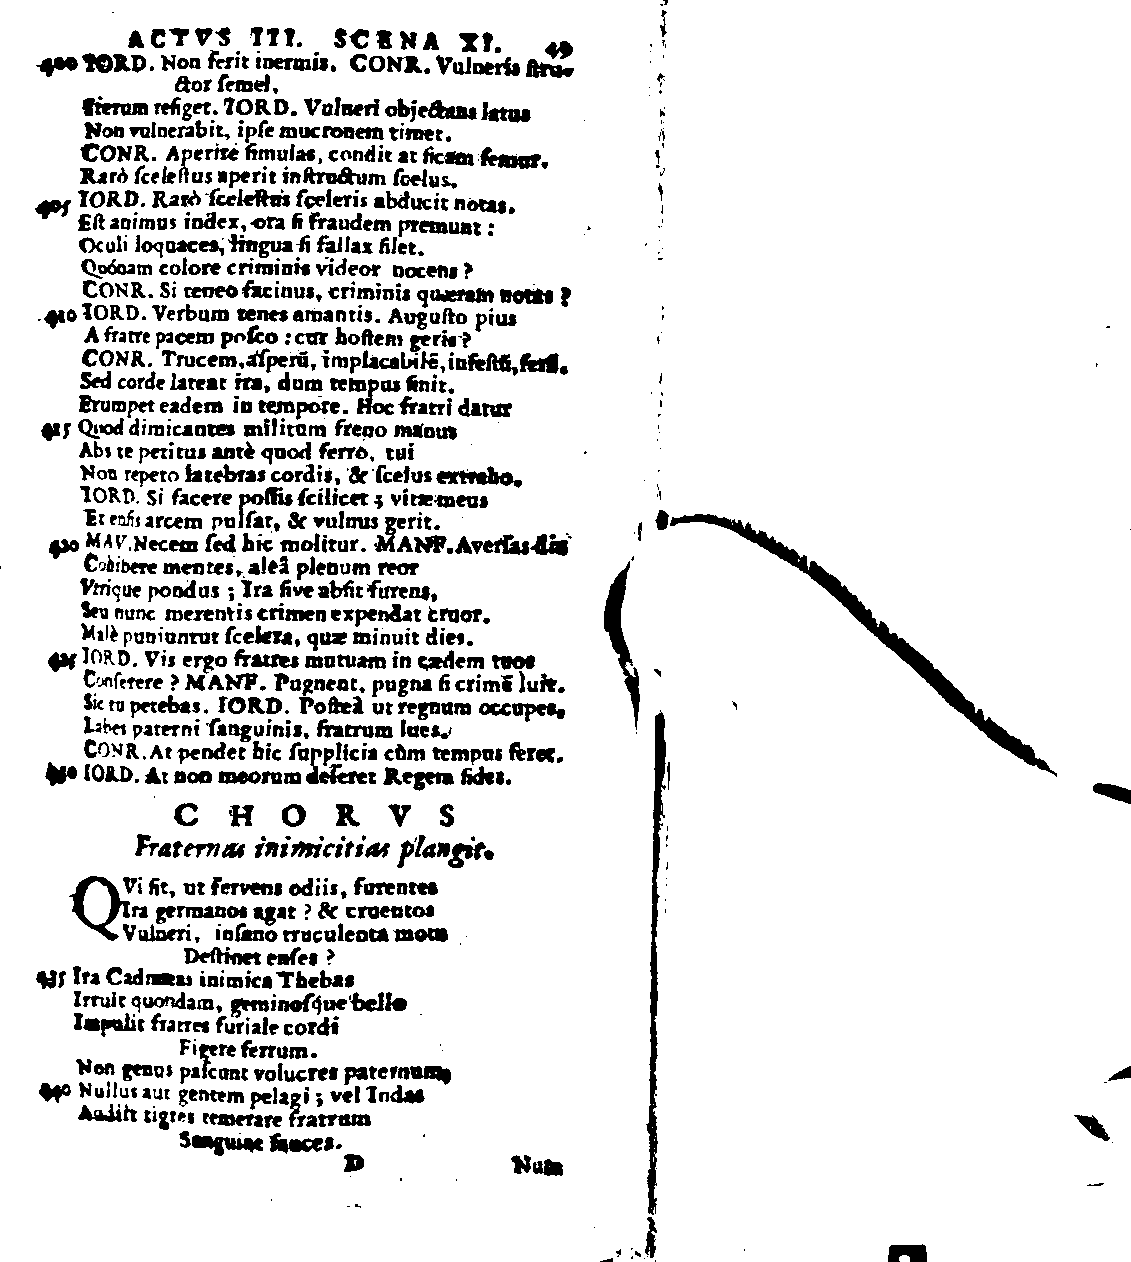 ACTVS III. SCENA XI. 49
400 IORD. Non ferit inermis. CONR. Vulneris ſtru-
ctor ſemel,
Iterum refiget. IORD. Vulneri objectans latus
Non vulnerabit, ipſe mucronem timet.
CONR. Aperire ſimulas, condit at ſicam femur.
Rarò ſceleſtus aperit inſtructum ſcelus.
405 IORD. Rarò ſceleſtus ſceleris abducit notas.
Eſt animus index, ora ſi fraudem premunt :
Oculi loquaces, lingua ſi fallax ſilet.
Quónam colore criminis videor nocens ?
CONR. Si teneo facinus, criminis quæram notas ?
410 IORD. Verbum tenes amantis. Auguſto pius
A fratre pacem poſco : cur hoſtem geris ?
CONR. Trucem, aſperū, implacabilē, infeſtū, ferū.
Sed corde lateat ira, dum tempus ſinit.
Erumpet eadem in tempore. Hoc fratri datur
415 Quod dimicantes militum freno manus
Abs te petitus antè quod ferro, tui
Non repeto latebras cordis, & ſcelus extraho.
IORD. Si facere poſſis ſcilicet ; vitæ meus
Et enſis arcem pulſat, & vulnus gerit.
420 MAV. Necem ſed hic molitur. MANF. Averſas diu
Cohibere mentes, aleâ plenum reor
Vtrique pondus ; Ira ſive abſit furens,
Seu nunc merentis crimen expendat cruor.
Malè puniuntur ſcelera, quæ minuit dies.
425 IORD. Vis ergo fratres mutuam in cædem tuos
Conſerere ? MANF. Pugnent, pugna ſi crimē luit.
Sic tu petebas. IORD. Poſteà ut regnum occupes,
Labes paterni ſanguinis, fratrum lues.
CONR. At pendet hic ſupplicia cùm tempus feret.
430 IORD. At non meorum deſeret Regem fides.
CHORVS
Fraternas inimicitias plangit.
QVi fit, ut fervens odiis, furentes
Ira germanos agat ? & cruentos
Vulneri, inſano truculenta motu
Deſtinet enſes ?
435 Ira Cadmæas inimica Thebas
Irruit quondam, geminoſque bello
Impulit fratres furiale cordi
Figere ferrum.
Non genus paſcunt volucres paternum,
440 Nullus aut gentem pelagi ; vel Indas
Audiit tigres temerare fratrum
Sanguine fauces.
D Num